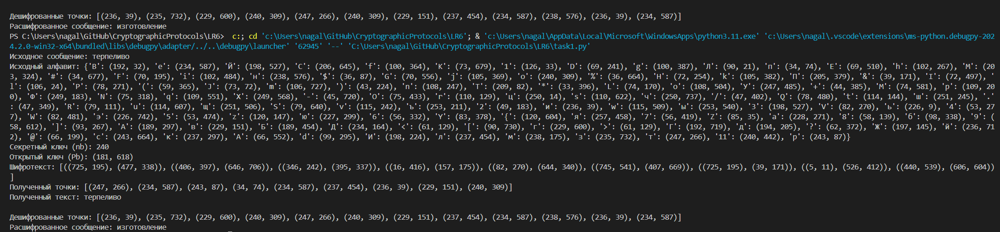 Дешифрованные точки: [(236, 39), (235, 732), (229, 600), (240, 309), (247, 266), (240, 309), (229, 151), (237, 454), (234, 587), (238, 576), (236, 39), (234, 587)]
Расшифрованное сообщение: изготовление
PS C:\Users\nagal\GitHub\CryptographicProtocols\LR6>  c:; cd 'c:\Users\nagal\GitHub\CryptographicProtocols\LR6'; & 'c:\Users\nagal\AppData\Local\Microsoft\WindowsApps\python3.11.exe' 'c:\Users\nagal\.vscode\extensions\ms-python.debugpy-202
4.2.0-win32-x64\bundled\libs\debugpy\adapter/../..\debugpy\launcher' '62945' '--' 'C:\Users\nagal\GitHub\CryptographicProtocols\LR6\task1.py'
Исходное сообщение: терпеливо
Исходный алфавит: {'В': (192, 32), 'е': (234, 587), 'Й': (198, 527), 'С': (206, 645), 'f': (100, 364), 'K': (73, 679), '1': (126, 33), 'D': (69, 241), 'g': (100, 387), 'Л': (90, 21), 'п': (34, 74), 'E': (69, 510), 'h': (102, 267), 'М': (20
3, 324), '#': (34, 677), 'F': (70, 195), 'i': (102, 484), 'н': (238, 576), '$': (36, 87), 'G': (70, 556), 'j': (105, 369), 'о': (240, 309), '%': (36, 664), 'H': (72, 254), 'k': (105, 382), 'П': (205, 379), '&': (39, 171), 'I': (72, 497), '
l': (106, 24), 'P': (78, 271), '(': (59, 365), 'J': (73, 72), 'm': (106, 727), ')': (43, 224), 'n': (108, 247), 'Т': (209, 82), '*': (33, 396), 'L': (74, 170), 'o': (108, 504), 'У': (247, 485), '+': (44, 385), 'M': (74, 581), 'p': (109, 20
0), 'Ф': (249, 183), 'N': (75, 318), 'q': (109, 551), 'Х': (249, 568), '-': (45, 720), 'O': (75, 433), 'r': (110, 129), 'ц': (250, 14), 's': (110, 622), 'ч': (250, 737), '/': (47, 402), 'Q': (78, 480), 't': (114, 144), 'ш': (251, 245), '.'
: (47, 349), 'R': (79, 111), 'u': (114, 607), 'щ': (251, 506), 'S': (79, 640), 'v': (115, 242), 'ъ': (253, 211), '2': (49, 183), 'и': (236, 39), 'w': (115, 509), 'ы': (253, 540), '3': (198, 527), 'V': (82, 270), 'ь': (226, 9), '4': (53, 27
7), 'W': (82, 481), 'э': (226, 742), '5': (53, 474), 'z': (120, 147), 'ю': (227, 299), '6': (56, 332), 'Y': (83, 378), '{': (120, 604), 'я': (257, 458), '7': (56, 419), 'Z': (85, 35), 'а': (228, 271), '8': (58, 139), 'б': (98, 338), '9': (
58, 612), ']': (93, 267), 'А': (189, 297), 'в': (229, 151), 'Б': (189, 454), 'Д': (234, 164), '<': (61, 129), '[': (90, 730), 'г': (229, 600), '>': (61, 129), 'Г': (192, 719), 'д': (194, 205), '?': (62, 372), 'Ж': (197, 145), 'й': (236, 71
2), '@': (66, 199), 'с': (243, 664), 'к': (237, 297), 'A': (66, 552), 'd': (99, 295), 'И': (198, 224), 'л': (237, 454), 'м': (238, 175), 'з': (235, 732), 'т': (247, 266), '11': (240, 442), 'р': (243, 87)}
Секретный ключ (nb): 240
Открытый ключ (Pb): (181, 618)
Шифротекст: [((725, 195), (477, 338)), ((406, 397), (646, 706)), ((346, 242), (395, 337)), ((16, 416), (157, 175)), ((82, 270), (644, 340)), ((745, 541), (407, 669)), ((725, 195), (39, 171)), ((5, 11), (526, 412)), ((440, 539), (606, 604))
]
Полученный точки: [(247, 266), (234, 587), (243, 87), (34, 74), (234, 587), (237, 454), (236, 39), (229, 151), (240, 309)]
Полученный текст: терпеливо
Дешифрованные точки: [(236, 39), (235, 732), (229, 600), (240, 309), (247, 266), (240, 309), (229, 151), (237, 454), (234, 587), (238, 576), (236, 39), (234, 587)]
Расшифрованное сообщение: изготовление